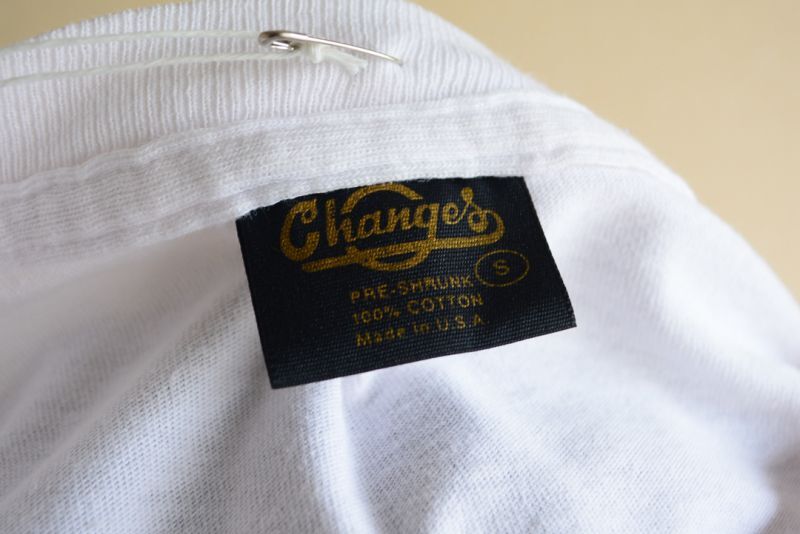 Changes
S
PRE-SHRUNK
100% COTTON
Made in U.S.A